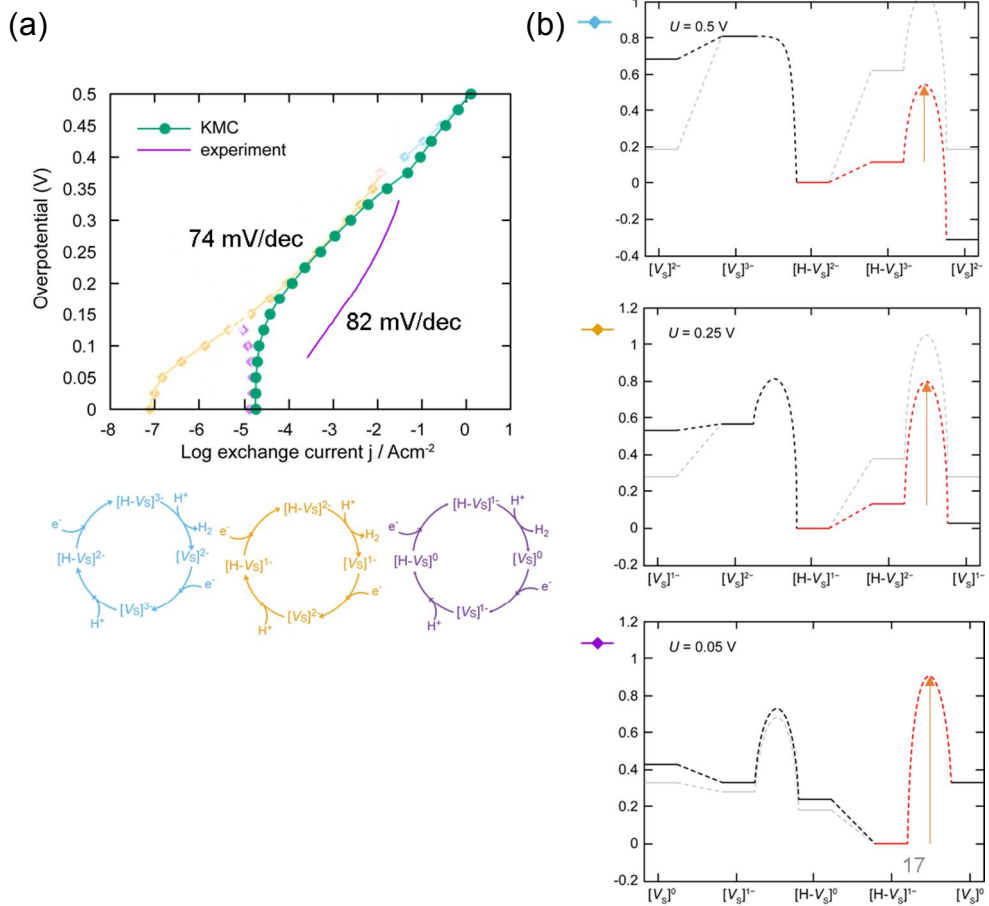 (a)
0.5
0.45
0.4
0.35
0.3
0.25
0.2
0.15
0.1
0.05
0
Overpotential (V)
KMC
experiment
74 mV/dec
82 mV/dec
-8 -7 -6 -5 -4 -3 -2 -1 0 1
Log exchange current j / Acm⁻²
[H-Vs]³⁻ H⁺
e⁻ H₂
[H-Vs]²⁻ [Vs]²⁻
e⁻
H⁺ [Vs]³⁻
[H-Vs]²⁻ H⁺
e⁻ H₂
[H-Vs]¹⁻ [Vs]¹⁻
e⁻
H⁺ [Vs]²⁻
[H-Vs]¹⁻ H⁺
e⁻ H₂
[H-Vs]⁰ [Vs]⁰
e⁻
H⁺ [Vs]¹⁻
(b)
U = 0.5 V
1
0.8
0.6
0.4
0.2
0
-0.2
-0.4
[Vs]²⁻ [Vs]³⁻ [H-Vs]²⁻ [H-Vs]³⁻ [Vs]²⁻
U = 0.25 V
1.2
1
0.8
0.6
0.4
0.2
0
-0.2
[Vs]¹⁻ [Vs]²⁻ [H-Vs]¹⁻ [H-Vs]²⁻ [Vs]¹⁻
U = 0.05 V
1.2
1
0.8
0.6
0.4
0.2
0
-0.2
17
[Vs]⁰ [Vs]¹⁻ [H-Vs]⁰ [H-Vs]¹⁻ [Vs]⁰